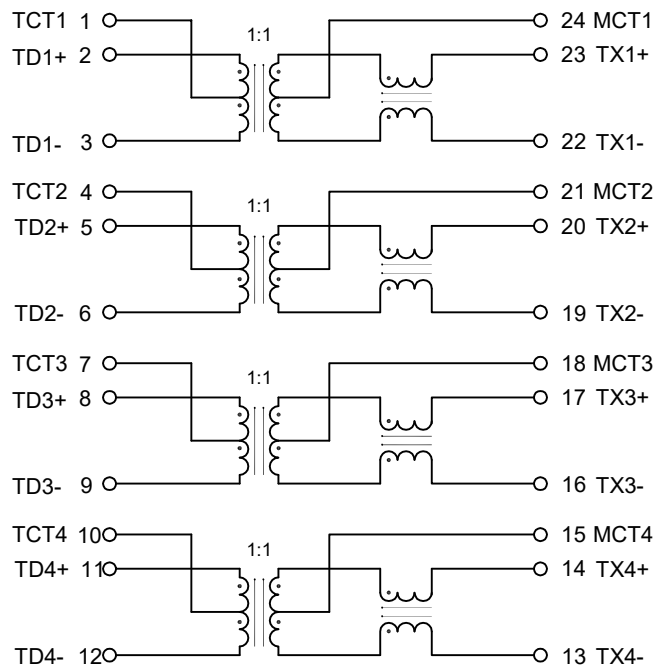 TCT1 1 24 MCT1
1:1
TD1+ 2 23 TX1+
TD1- 3 22 TX1-
TCT2 4 21 MCT2
1:1
TD2+ 5 20 TX2+
TD2- 6 19 TX2-
TCT3 7 18 MCT3
1:1
TD3+ 8 17 TX3+
TD3- 9 16 TX3-
TCT4 10 15 MCT4
1:1
TD4+ 11 14 TX4+
TD4- 12 13 TX4-